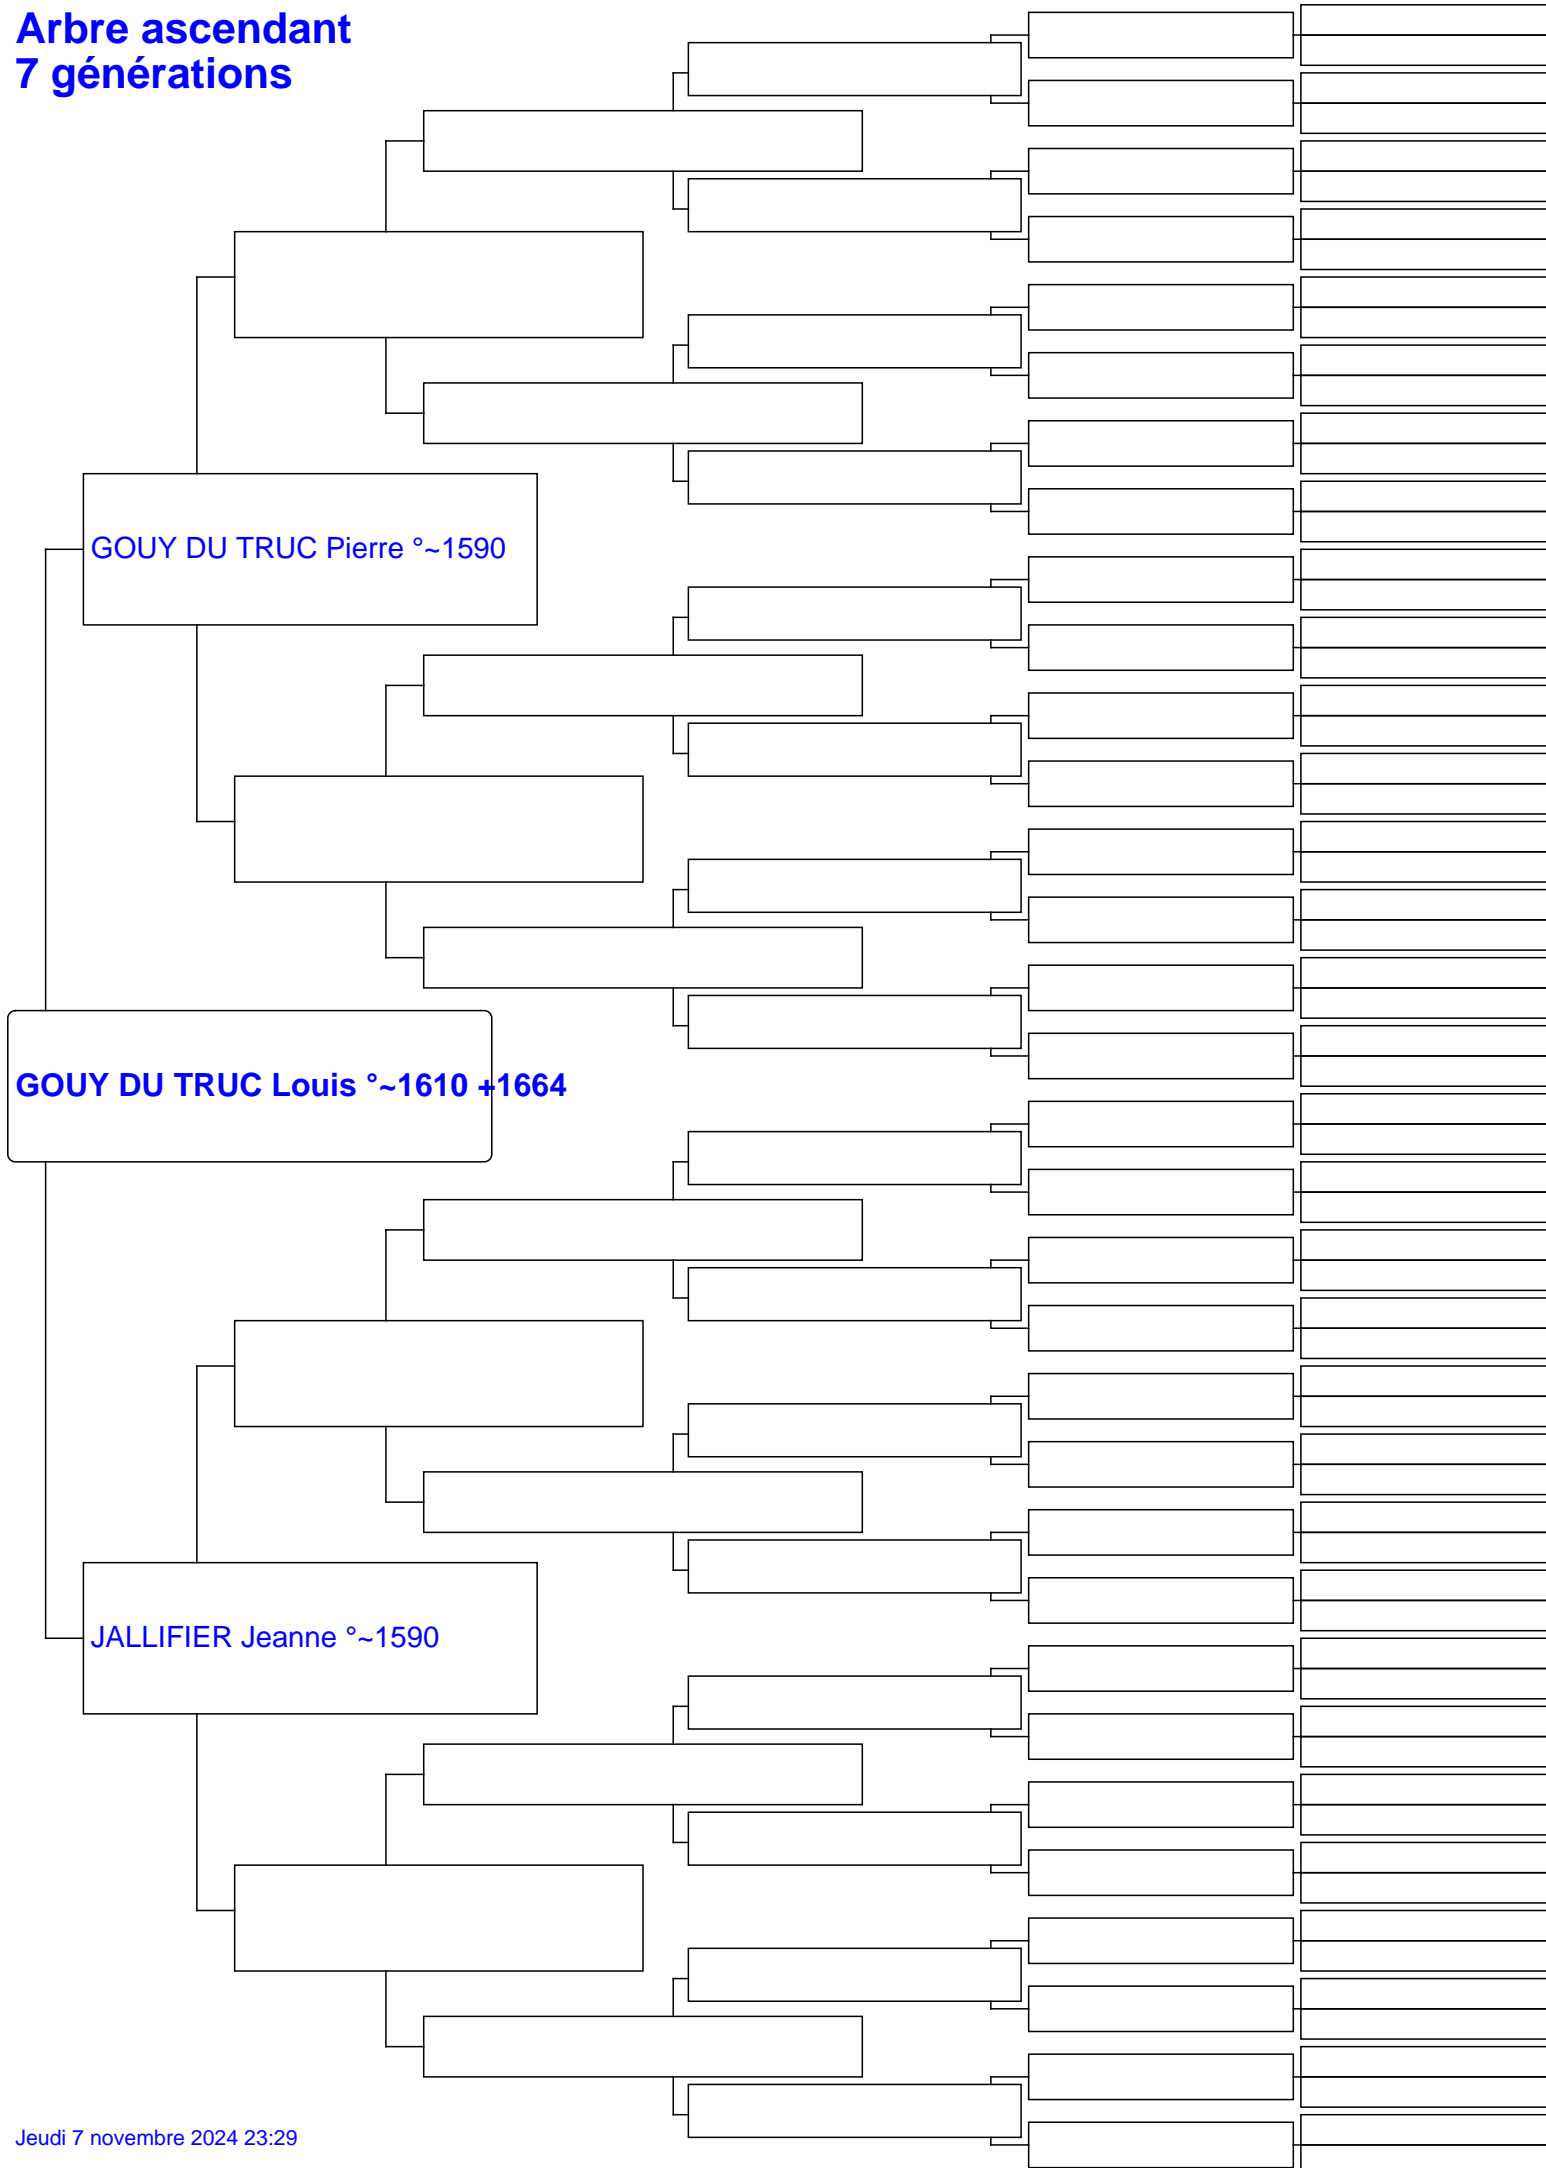 Arbre ascendant
7 générations
GOUY DU TRUC Pierre °~1590
GOUY DU TRUC Louis °~1610 +1664
JALLIFIER Jeanne °~1590
Jeudi 7 novembre 2024 23:29